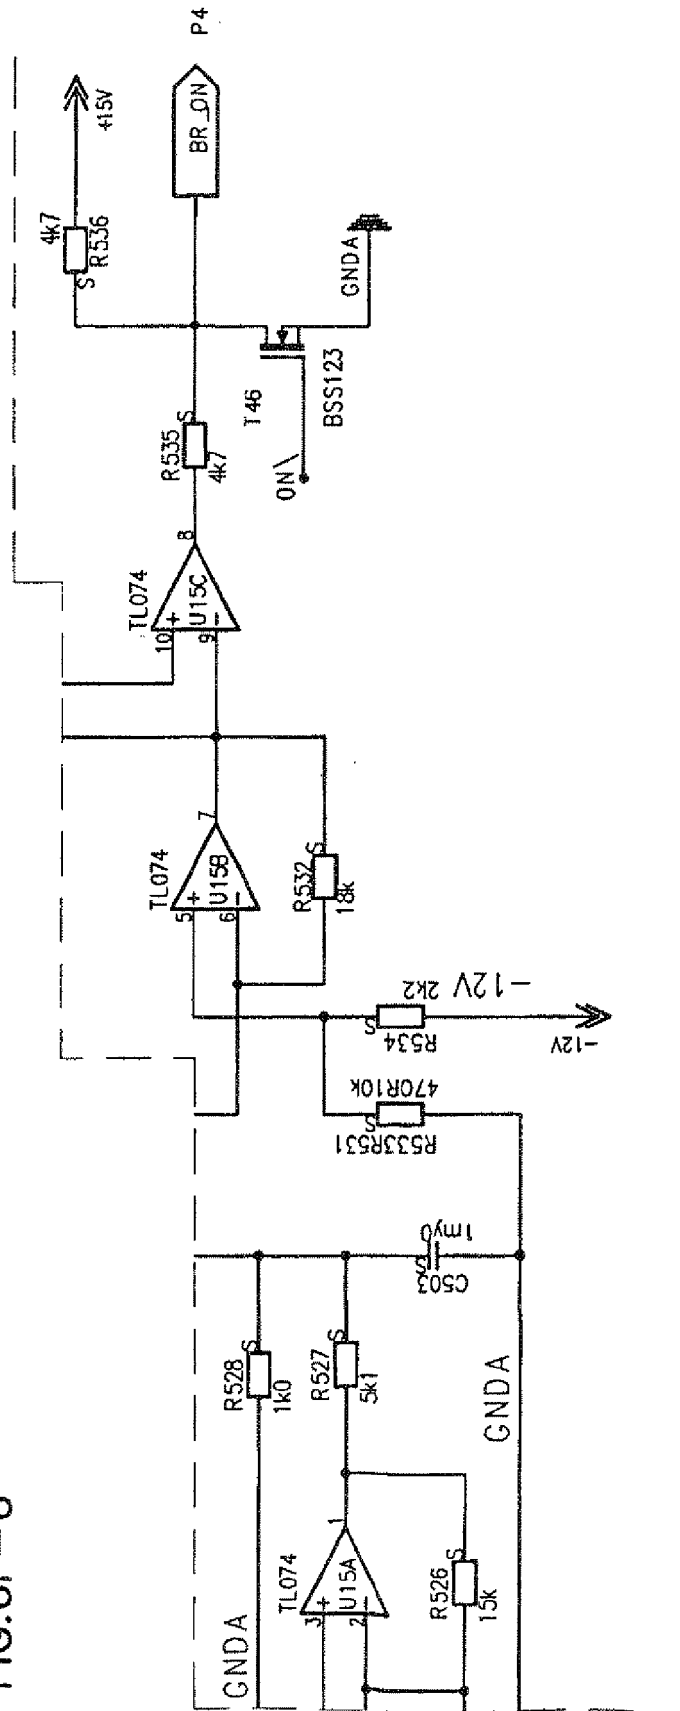 P4
+15V
BR_ON
4k7
R536
S
GNDA
T46
BSS123
ON\
R535
4k7
S
8
TL074
U15C
10
+
9
-
7
TL074
U15B
5
+
6
-
R532
18k
S
-12V
2k2
R534
S
-12V
470R10k
R533R531
S
1my0
C503
S
R528
1k0
S
R527
5k1
S
GNDA
1
TL074
U15A
3
+
2
-
R526
15k
S
GNDA